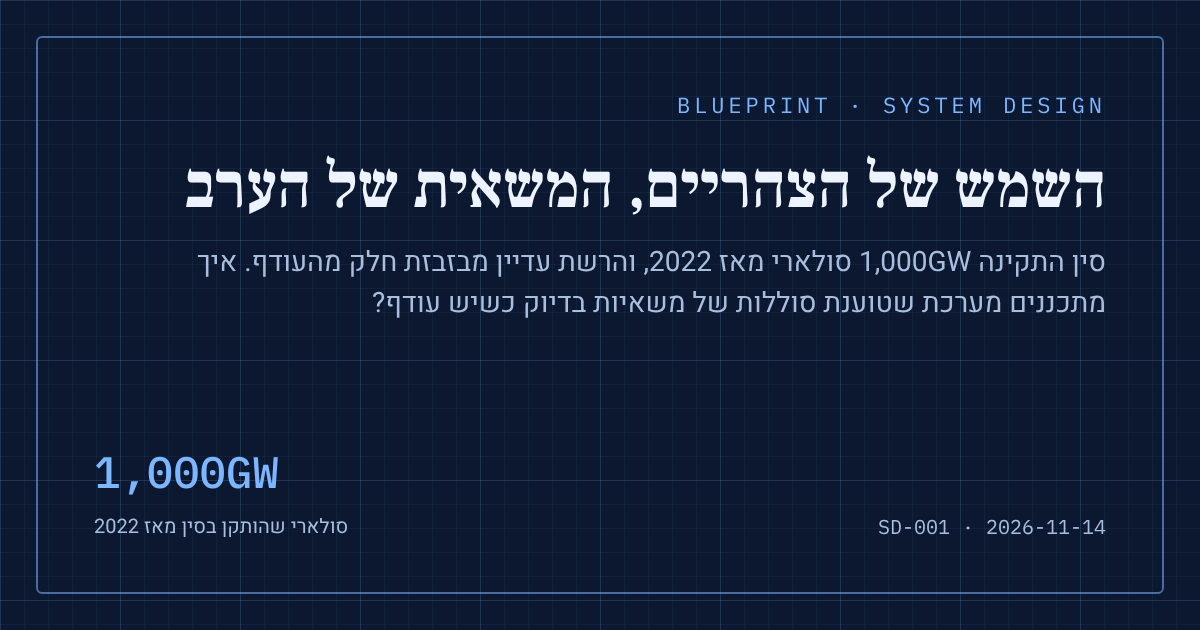 BLUEPRINT · SYSTEM DESIGN
השמש של הצהריים, המשאית של הערב
סין התקינה 1,000GW סולארי מאז 2022, והרשת עדיין מבזבזת חלק מהעודף. איך
מתכננים מערכת שטוענת סוללות של משאיות בדיוק כשיש עודף?
1,000GW
סולארי שהותקן בסין מאז 2022
SD-001 · 2026-11-14